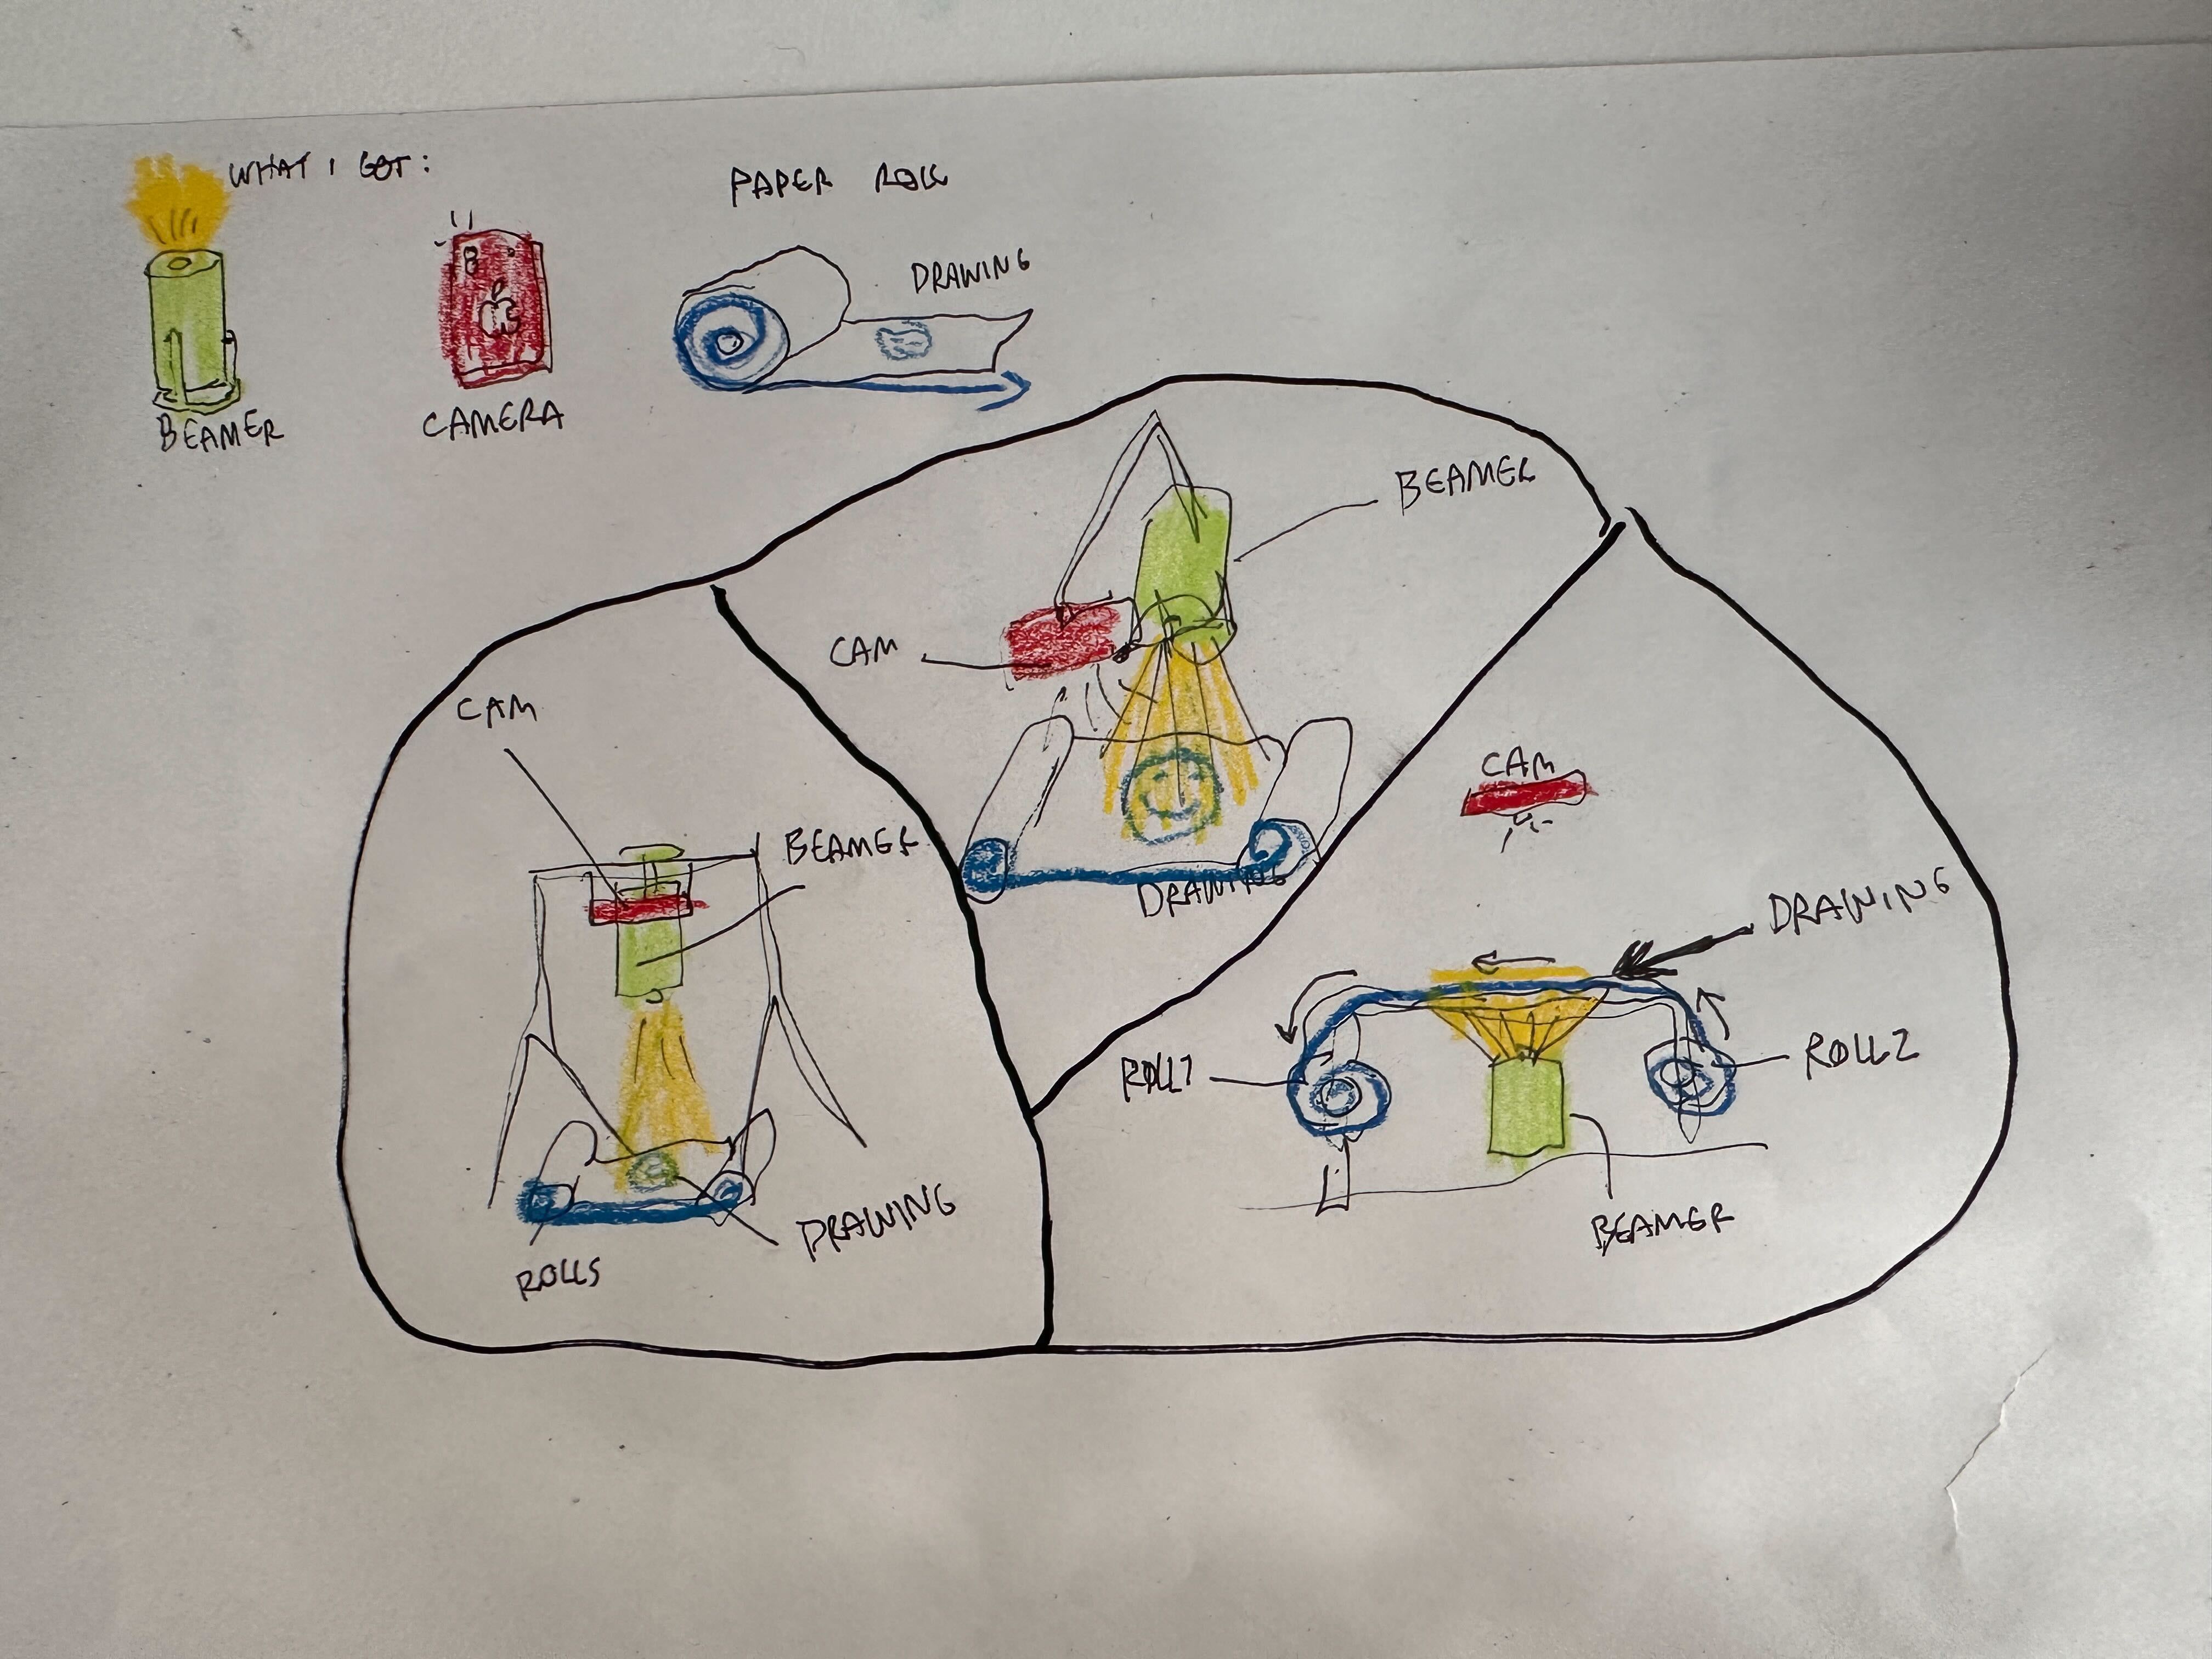 WHAT I GOT:
BEAMER
CAMERA
PAPER ROLL
DRAWING
CAM
BEAMER
DRAWING
CAM
BEAMER
ROLLS
DRAWING
CAM
DRAWING
ROLL1
ROLL2
BEAMER